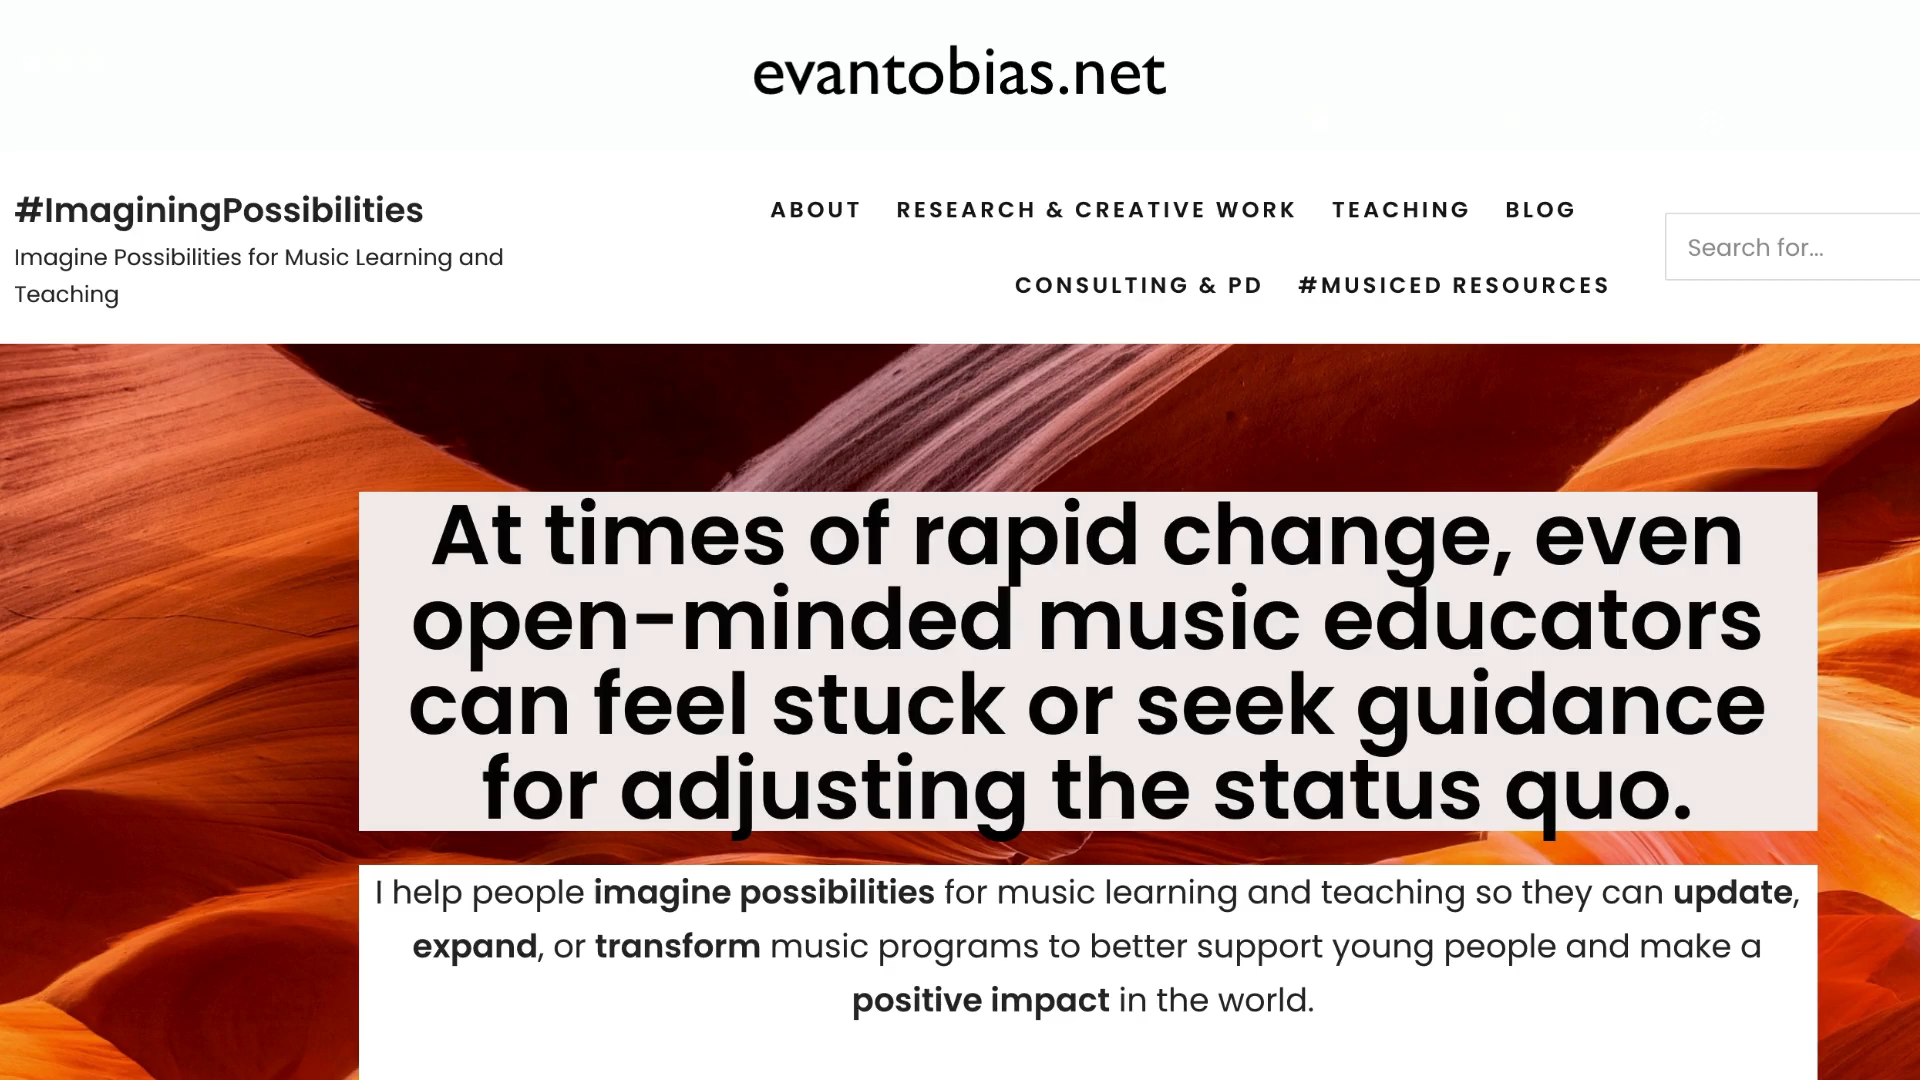 evantobias.net
#ImaginingPossibilities
Imagine Possibilities for Music Learning and
Teaching
ABOUT RESEARCH & CREATIVE WORK TEACHING BLOG
CONSULTING & PD #MUSICED RESOURCES
Search for...
At times of rapid change, even
open-minded music educators
can feel stuck or seek guidance
for adjusting the status quo.
I help people imagine possibilities for music learning and teaching so they can update,
expand, or transform music programs to better support young people and make a
positive impact in the world.